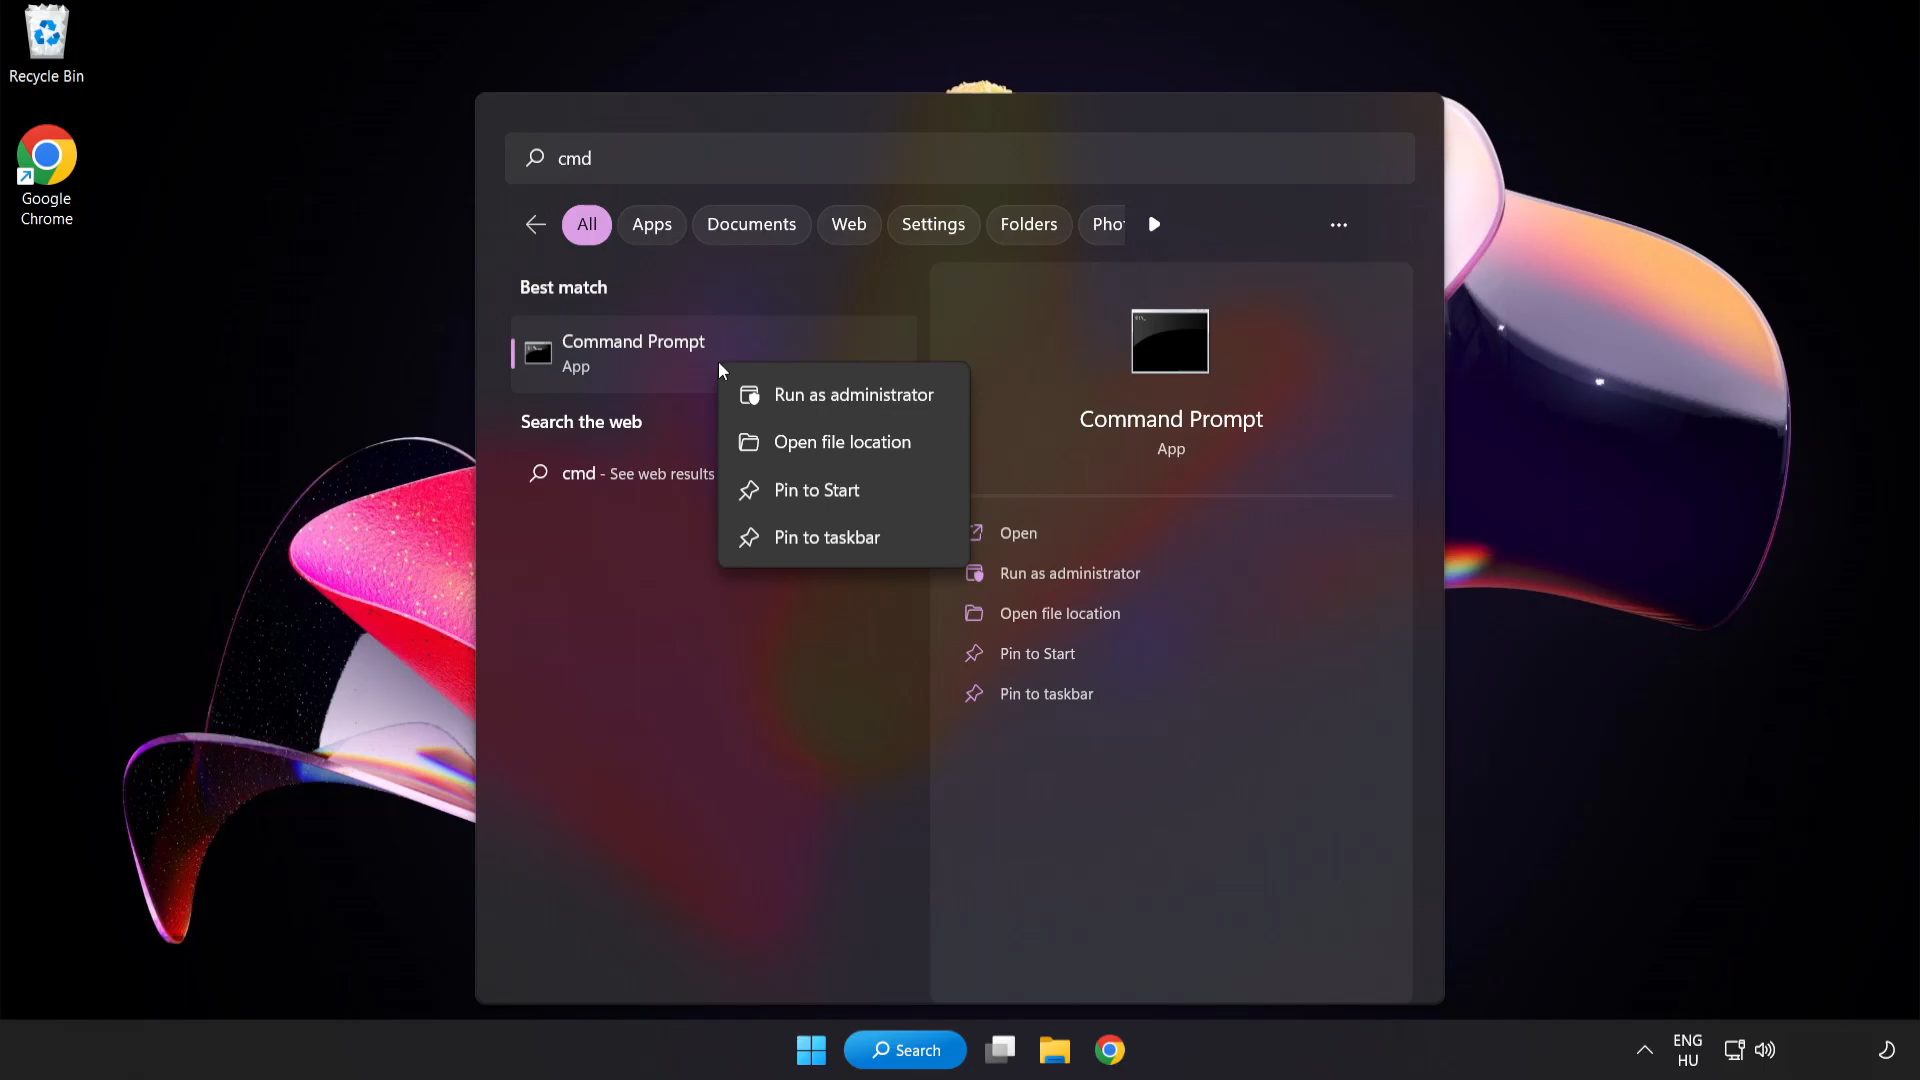 Recycle Bin
Google
Chrome
cmd
All
Apps
Documents
Web
Settings
Folders
Best match
Command Prompt
App
Search the web
cmd - See web results
Run as administrator
Open file location
Pin to Start
Pin to taskbar
Command Prompt
App
Open
Run as administrator
Open file location
Pin to Start
Pin to taskbar
Search
ENG
HU